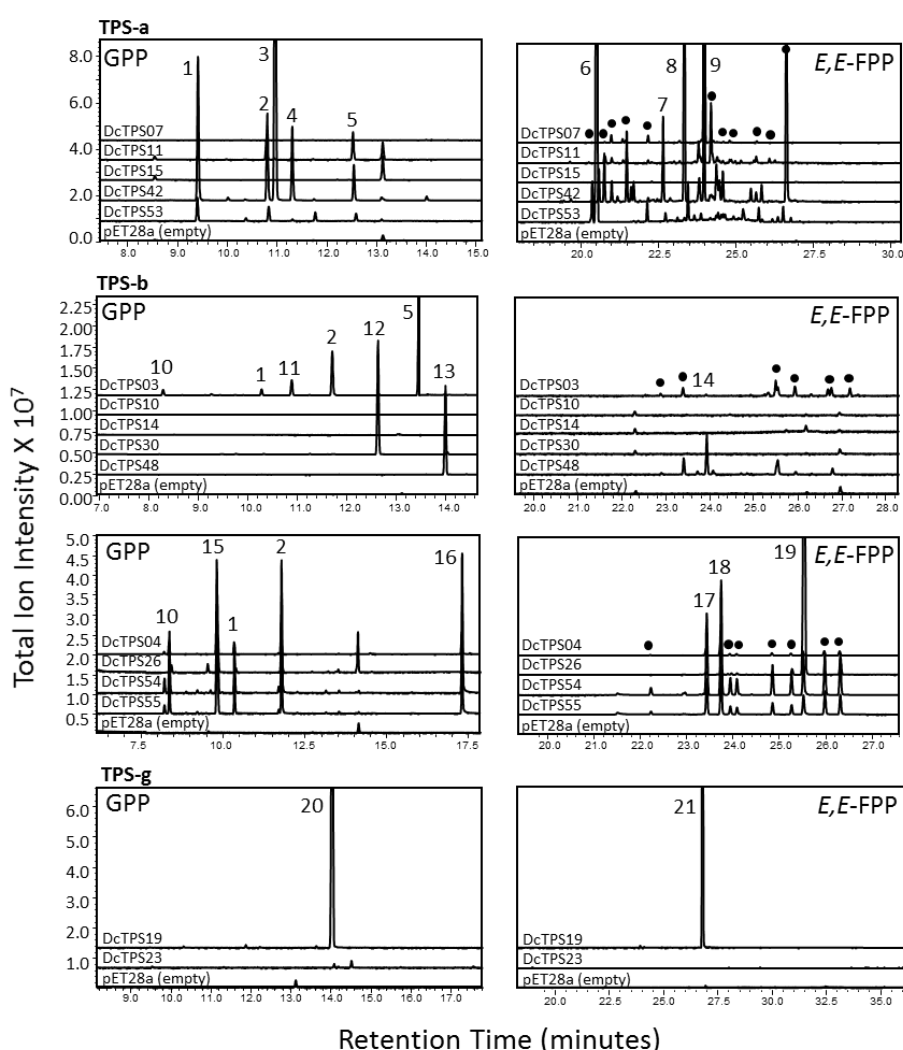 TPS-a
GPP
E,E-FPP
8.0
6.0
4.0
2.0
0.0
1
2
3
4
5
6
7
8
9
DcTPS07
DcTPS11
DcTPS15
DcTPS42
DcTPS53
pET28a (empty)
DcTPS07
DcTPS11
DcTPS15
DcTPS42
DcTPS53
pET28a (empty)
8.0 9.0 10.0 11.0 12.0 13.0 14.0 15.0
20.0 22.5 25.0 27.5 30.0
TPS-b
GPP
E,E-FPP
2.25
2.00
1.75
1.50
1.25
1.00
0.75
0.50
0.25
0.00
10
1
11
2
12
5
13
14
DcTPS03
DcTPS10
DcTPS14
DcTPS30
DcTPS48
pET28a (empty)
DcTPS03
DcTPS10
DcTPS14
DcTPS30
DcTPS48
pET28a (empty)
7.0 8.0 9.0 10.0 11.0 12.0 13.0 14.0
20.0 21.0 22.0 23.0 24.0 25.0 26.0 27.0 28.0
GPP
E,E-FPP
5.0
4.5
4.0
3.5
3.0
2.5
2.0
1.5
1.0
0.5
10
15
1
2
16
17
18
19
DcTPS04
DcTPS26
DcTPS54
DcTPS55
pET28a (empty)
DcTPS04
DcTPS26
DcTPS54
DcTPS55
pET28a (empty)
7.5 10.0 12.5 15.0 17.5
20.0 21.0 22.0 23.0 24.0 25.0 26.0 27.0
TPS-g
GPP
E,E-FPP
6.0
5.0
4.0
3.0
2.0
1.0
20
21
DcTPS19
DcTPS23
pET28a (empty)
DcTPS19
DcTPS23
pET28a (empty)
9.0 10.0 11.0 12.0 13.0 14.0 15.0 16.0 17.0
20.0 22.5 25.0 27.5 30.0 32.5 35.0
Total Ion Intensity X 10⁷
Retention Time (minutes)